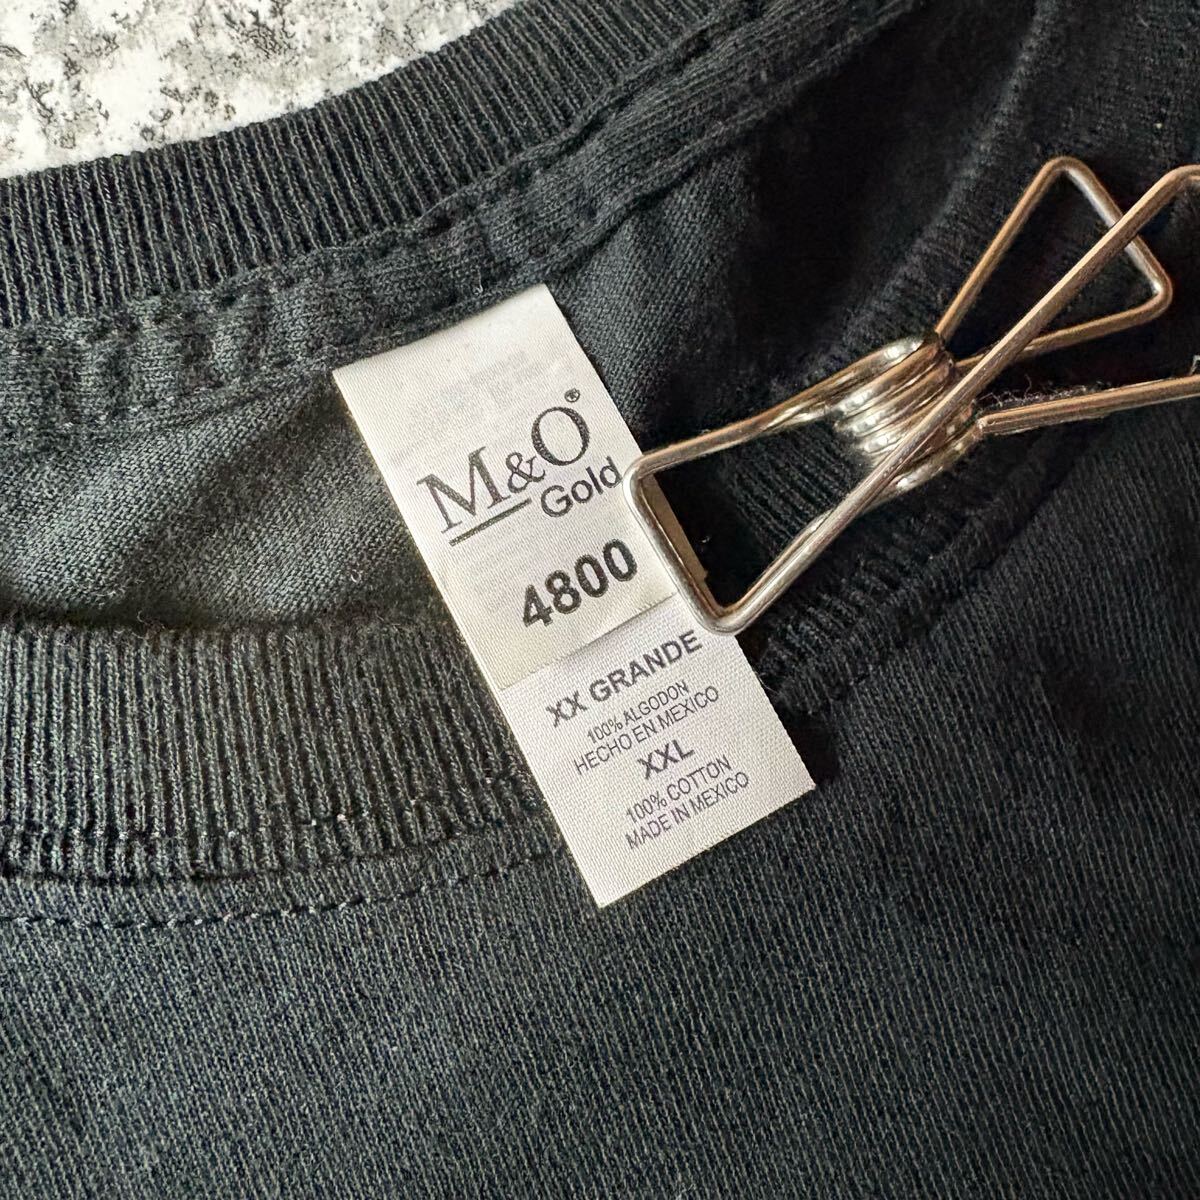 M&O®
Gold
4800
XX GRANDE
100% ALGODON
HECHO EN MEXICO
XXL
100% COTTON
MADE IN MEXICO